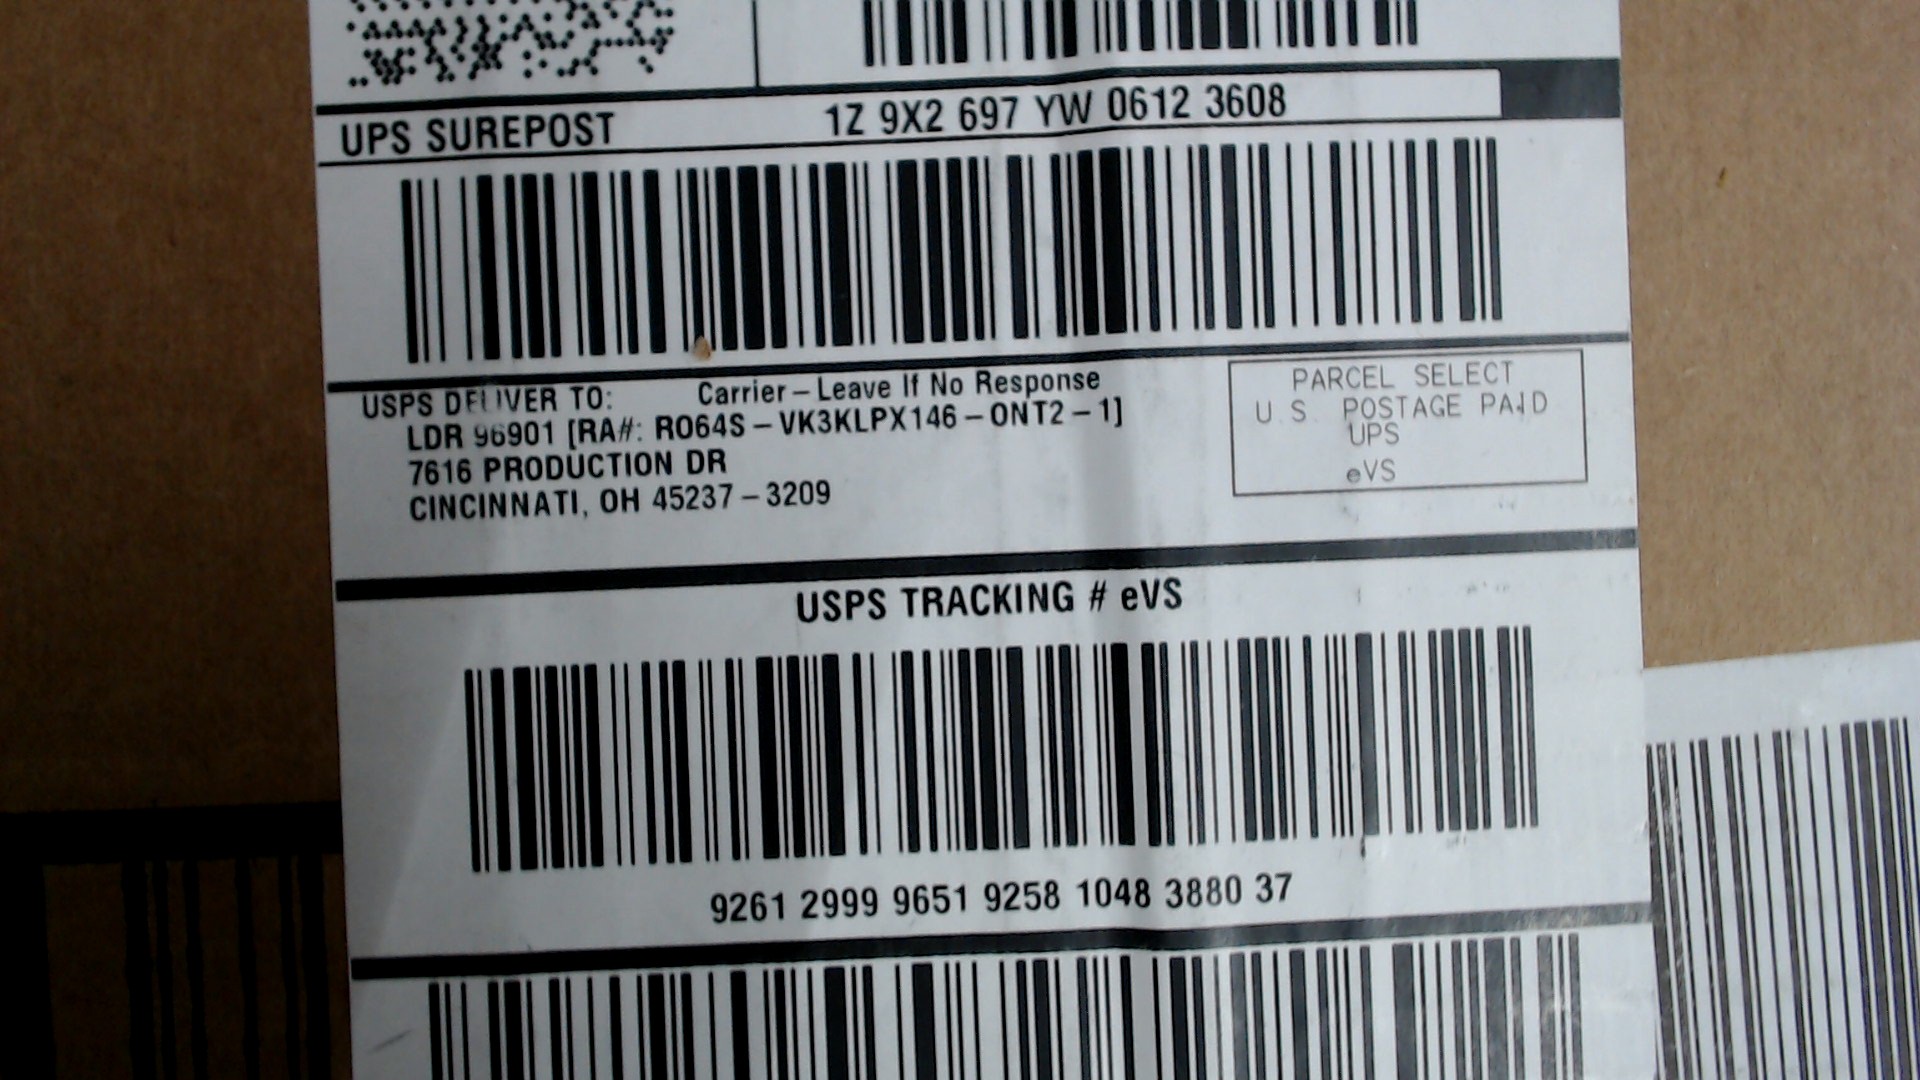 UPS SUREPOST
1Z 9X2 697 YW 0612 3608
USPS DELIVER TO: Carrier – Leave If No Response
LDR 96901 [RA#: RO64S – VK3KLPX146 – ONT2 – 1]
7616 PRODUCTION DR
CINCINNATI, OH 45237 – 3209
PARCEL SELECT
U.S. POSTAGE PAID
UPS
eVS
USPS TRACKING # eVS
9261 2999 9651 9258 1048 3880 37